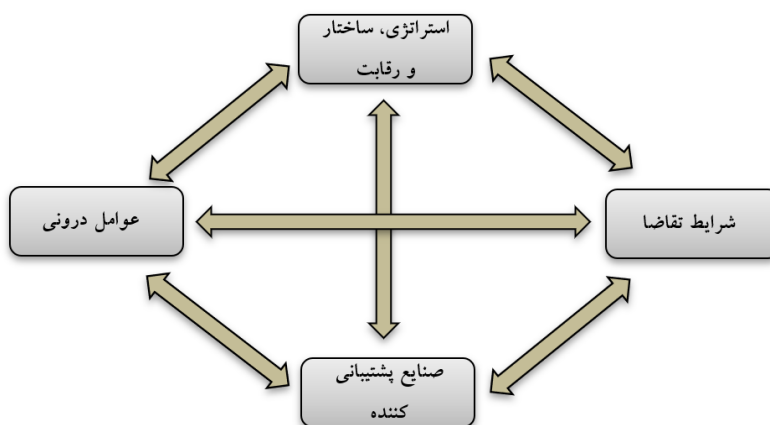 استراتژی، ساختار
و رقابت
عوامل درونی
شرایط تقاضا
صنایع پشتیبانی
کننده